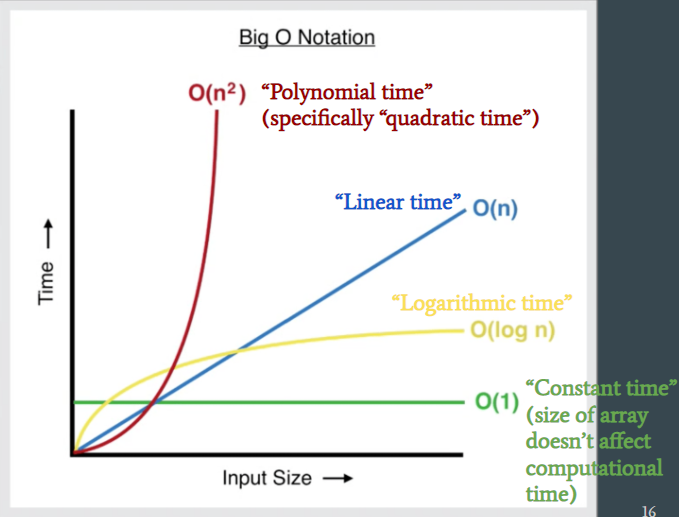 Big O Notation
O(n²) “Polynomial time”
(specifically “quadratic time”)
“Linear time” O(n)
“Logarithmic time”
O(log n)
O(1) “Constant time”
(size of array
doesn’t affect
computational
time)
Time
Input Size
16